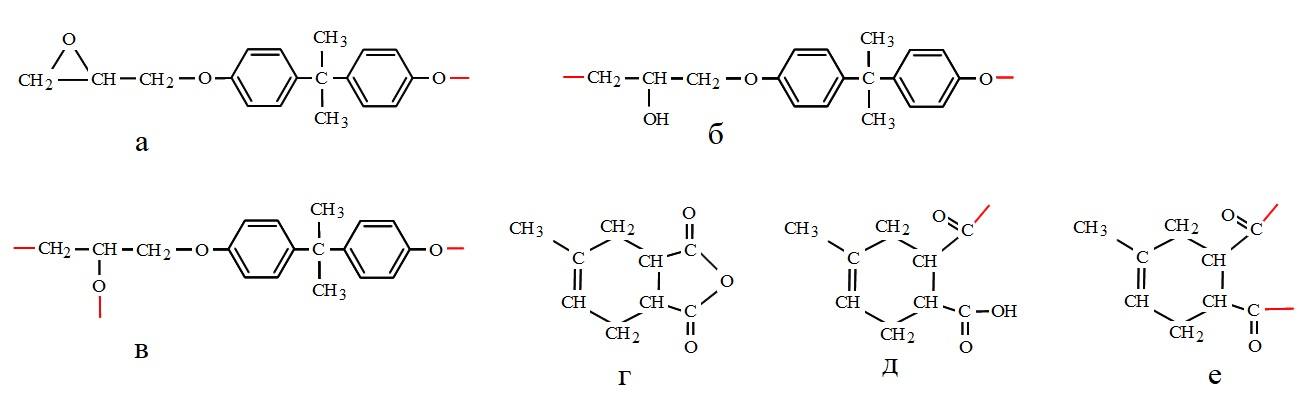 O CH3
CH2 CH CH2 O C O
CH3
а
CH3
CH2 CH CH2 O C O
OH CH3
б
CH3
CH2 CH CH2 O C O
O CH3
в
O
CH3 CH2
C CH C
O
CH CH C
CH2
O
г
O
CH3 CH2 C
C CH
CH CH C OH
CH2 O
д
O
CH3 CH2 C
C CH
CH CH C
CH2 O
е